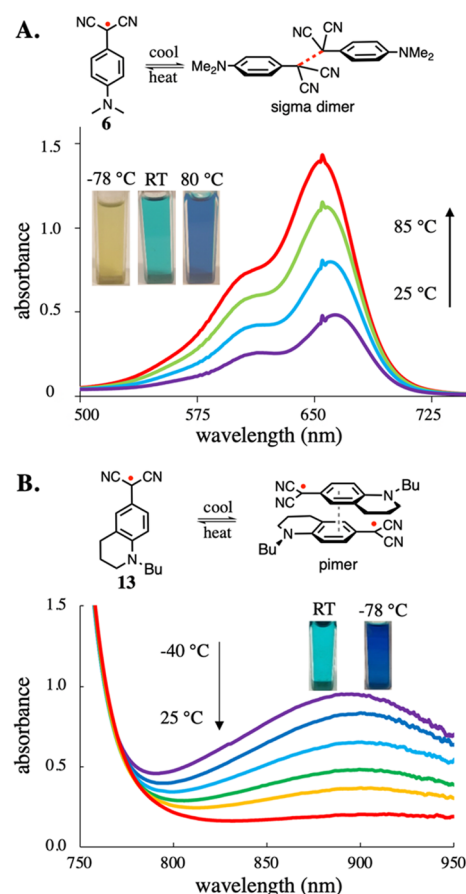 A.
NC CN
cool
heat
N
6
NC CN
Me2N
NMe2
NC CN
sigma dimer
1.5
1.0
0.5
0
absorbance
-78 °C RT 80 °C
85 °C
25 °C
500 575 650 725
wavelength (nm)
B.
NC CN
N
Bu
13
cool
heat
NC
CN
Bu
N
N
Bu
CN
CN
pimer
1.5
1.0
0.5
0.0
absorbance
-40 °C
25 °C
RT -78 °C
750 800 850 900 950
wavelength (nm)